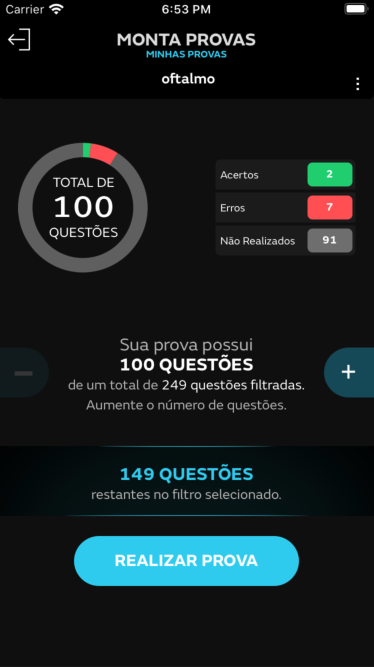 Carrier 6:53 PM
MONTA PROVAS
MINHAS PROVAS
oftalmo
TOTAL DE
100
QUESTÕES
Acertos 2
Erros 7
Não Realizados 91
Sua prova possui
100 QUESTÕES
de um total de 249 questões filtradas.
Aumente o número de questões.
149 QUESTÕES
restantes no filtro selecionado.
REALIZAR PROVA